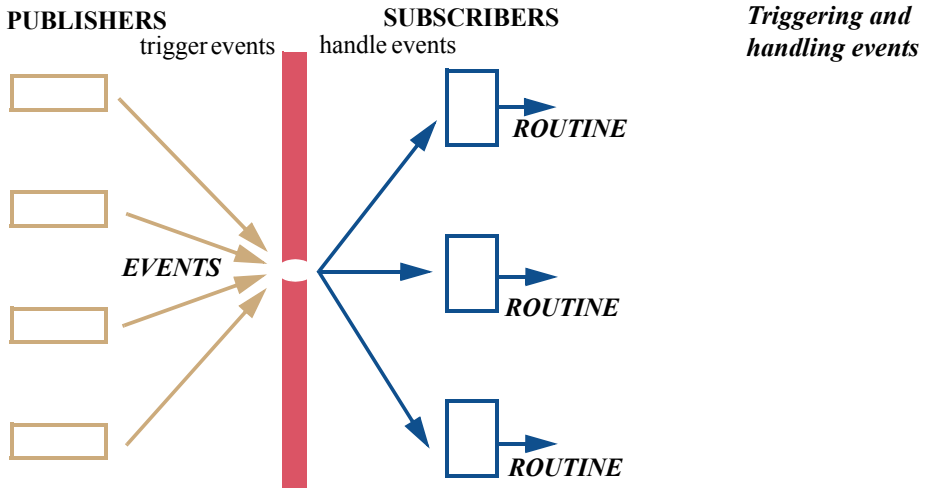 PUBLISHERS
trigger events
SUBSCRIBERS
handle events
Triggering and
handling events
ROUTINE
EVENTS
ROUTINE
ROUTINE